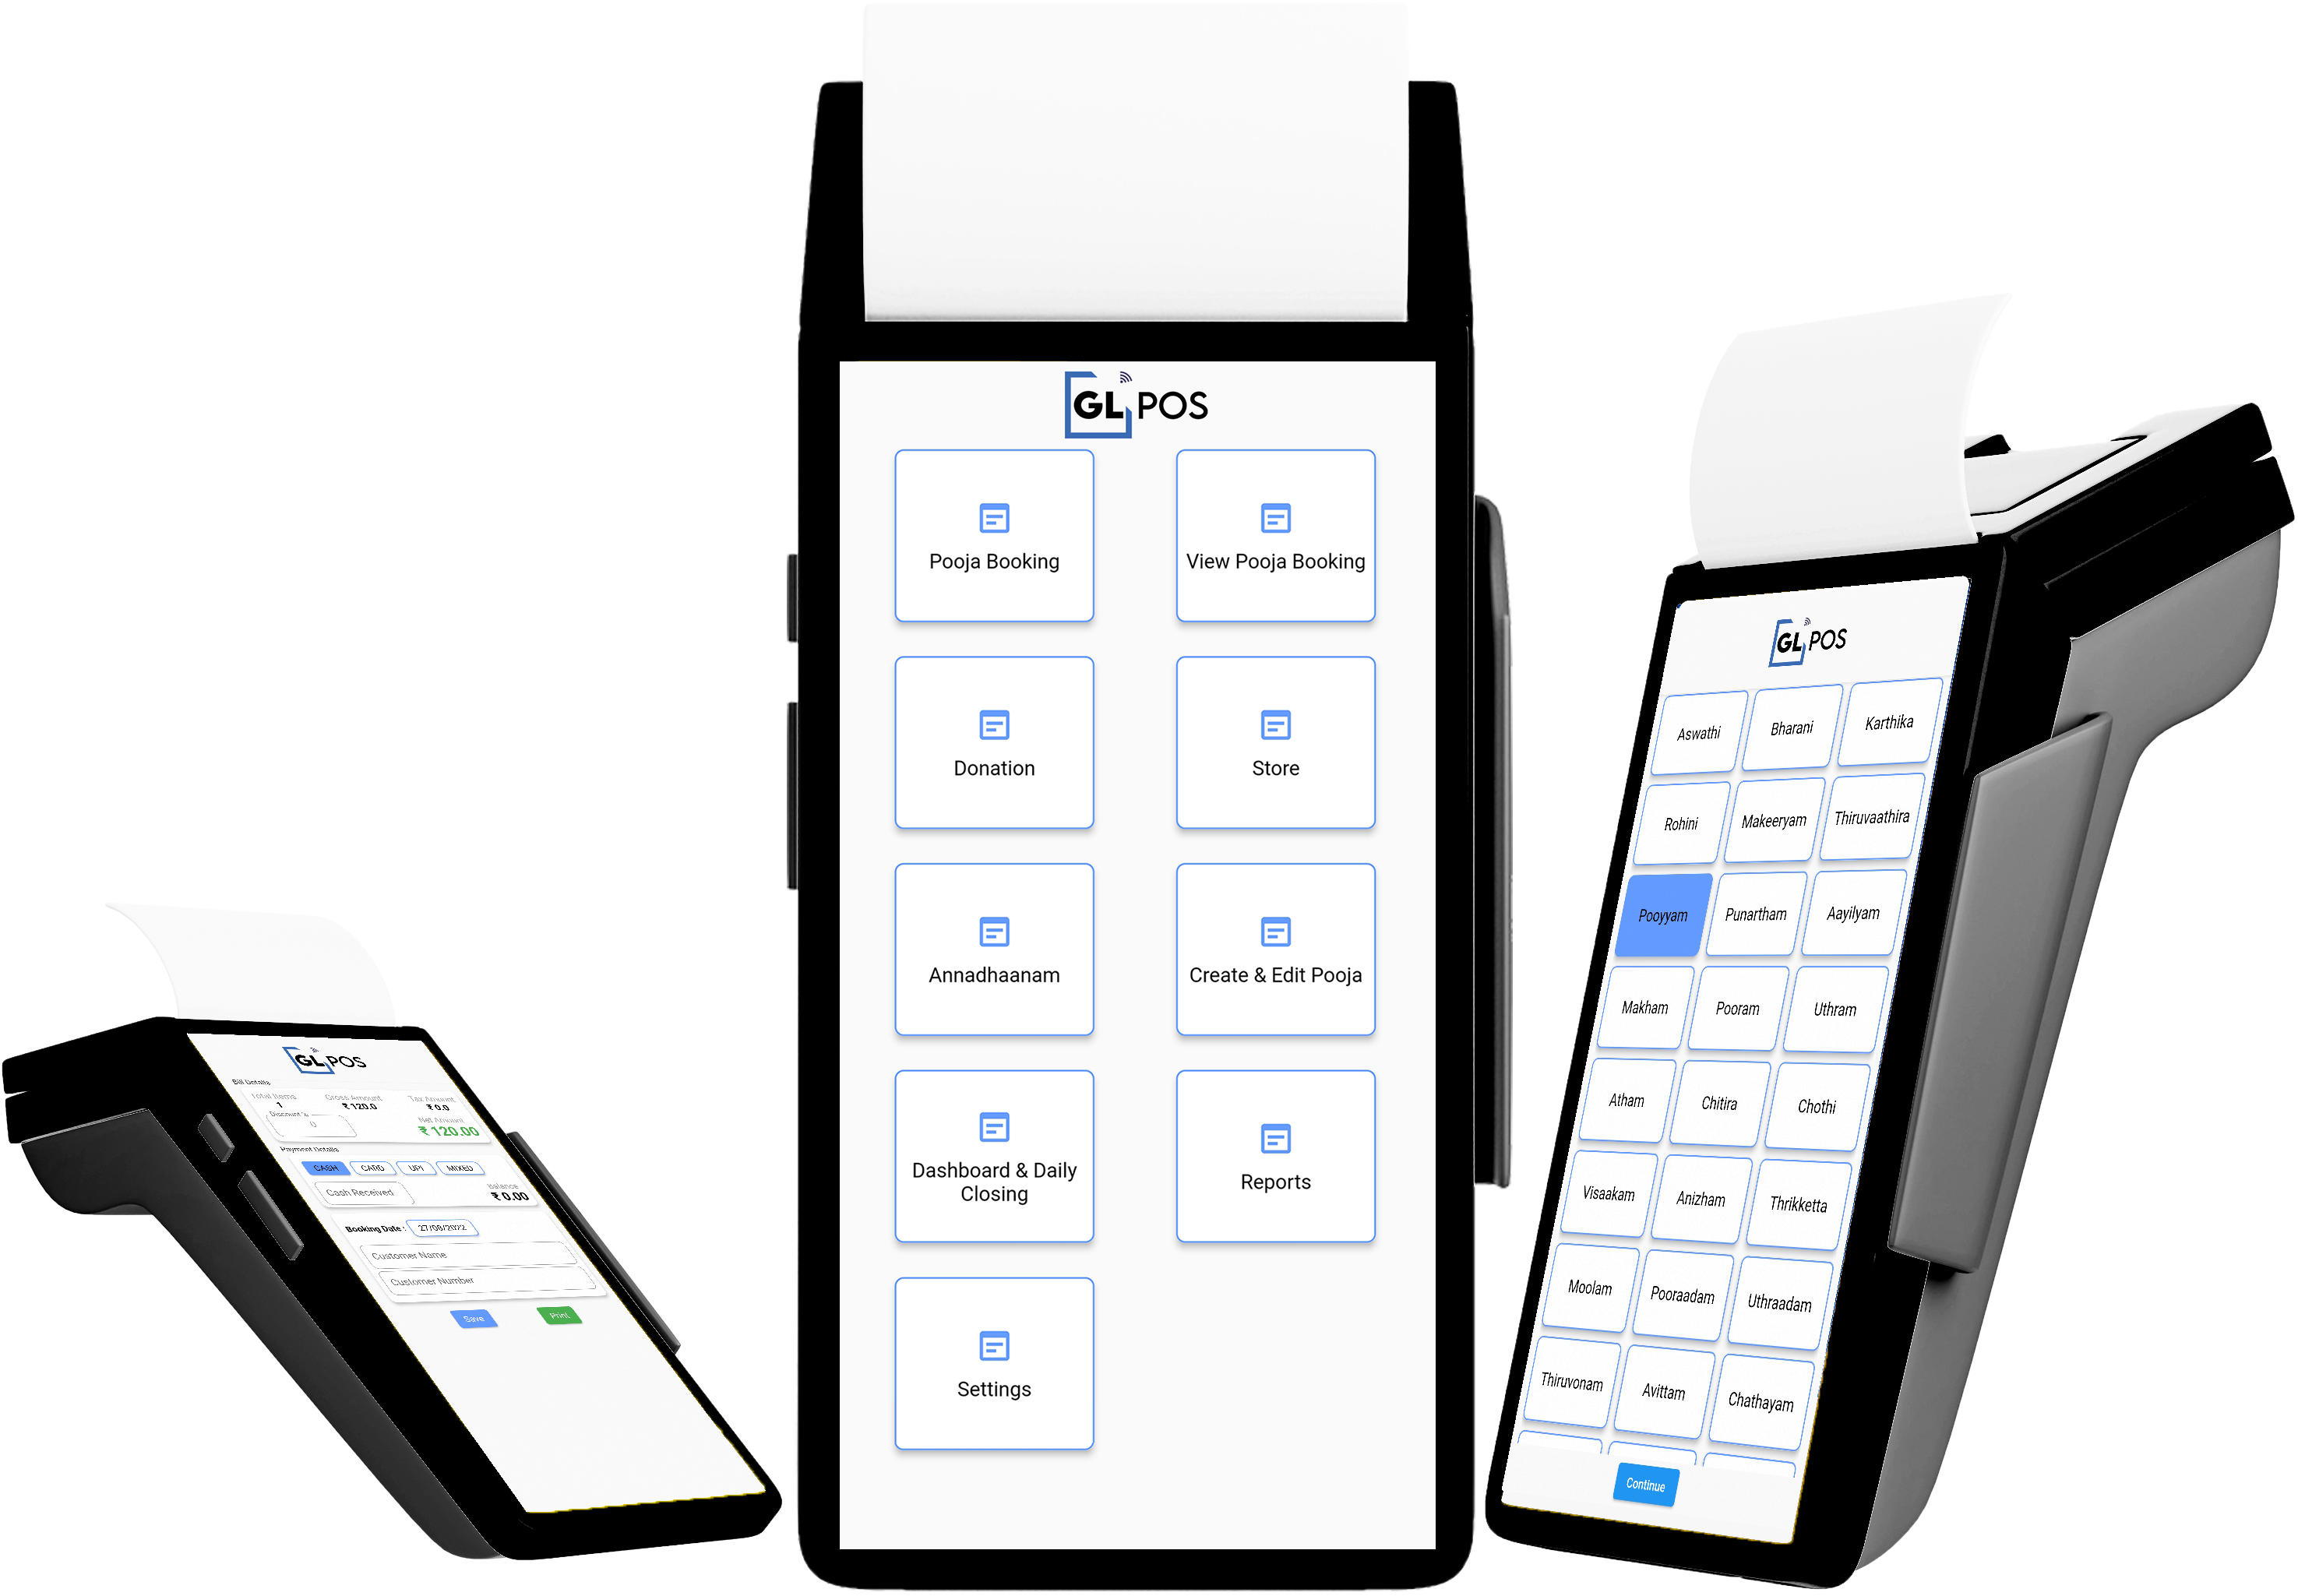 GL POS
Bill Details
Total Items
Gross Amount
Tax Amount
1
₹ 120.0
₹ 0.0
Discount %
0
Net Amount
₹ 120.00
Payment Details
CASH
CARD
UPI
MIXED
Cash Received
Balance
₹ 0.00
Booking Date :
27/08/2022
Customer Name
Customer Number
Save
Print
GL POS
Pooja Booking
View Pooja Booking
Donation
Store
Annadhaanam
Create & Edit Pooja
Dashboard & Daily
Closing
Reports
Settings
GL POS
Aswathi
Bharani
Karthika
Rohini
Makeeryam
Thiruvaathira
Pooyyam
Punartham
Aayilyam
Makham
Pooram
Uthram
Atham
Chitira
Chothi
Visaakam
Anizham
Thrikketta
Moolam
Pooraadam
Uthraadam
Thiruvonam
Avittam
Chathayam
Continue